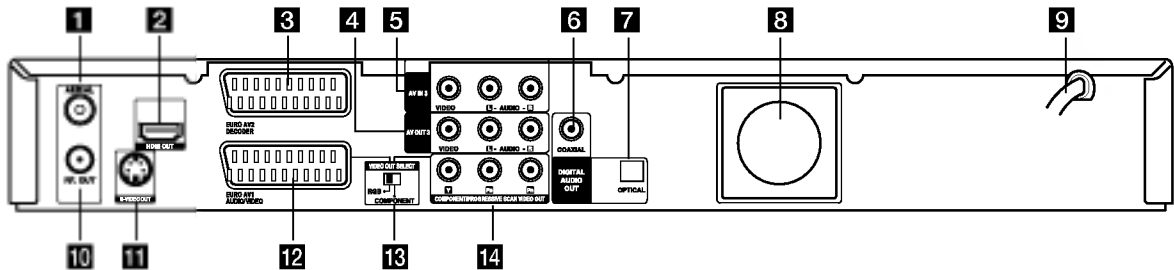 1 2 3 4 5 6 7 8 9
AERIAL
RF. OUT
HDMI OUT
S-VIDEO OUT
EURO AV2
DECODER
EURO AV1
AUDIO/VIDEO
AV IN 3
VIDEO
L - AUDIO - R
AV OUT 3
VIDEO
L - AUDIO - R
VIDEO OUT SELECT
RGB
COMPONENT
Y
COMPONENT/PROGRESSIVE SCAN VIDEO OUT
COAXIAL
DIGITAL
AUDIO
OUT
OPTICAL
10 11 12 13 14